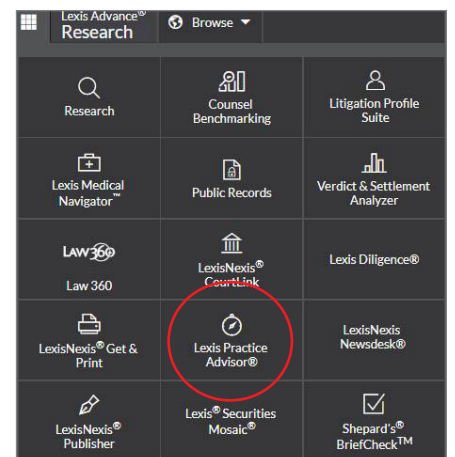 Lexis Advance®
Research
Browse
Research
Counsel
Benchmarking
Litigation Profile
Suite
Lexis Medical
Navigator™
Public Records
Verdict & Settlement
Analyzer
LAW360
Law 360
LexisNexis®
CourtLink
Lexis Diligence®
LexisNexis® Get &
Print
Lexis Practice
Advisor®
LexisNexis
Newsdesk®
LexisNexis®
Publisher
Lexis® Securities
Mosaic®
Shepard's®
BriefCheck™